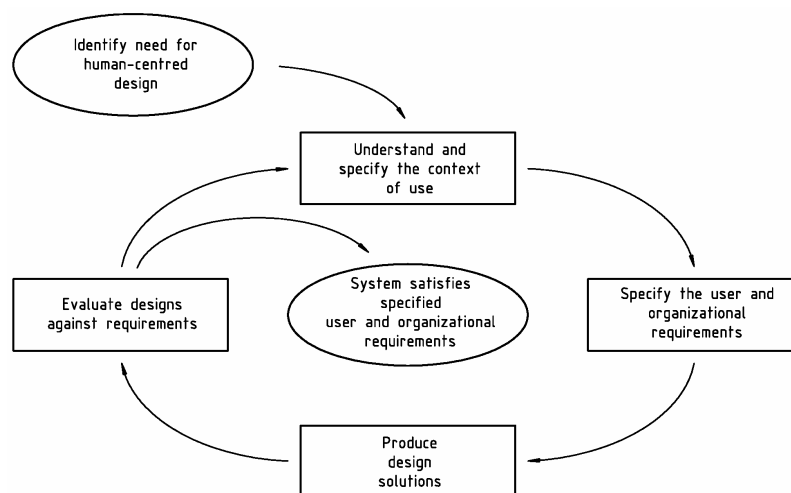 Identify need for
human-centred
design
Understand and
specify the context
of use
Evaluate designs
against requirements
System satisfies
specified
user and organizational
requirements
Specify the user and
organizational
requirements
Produce
design
solutions